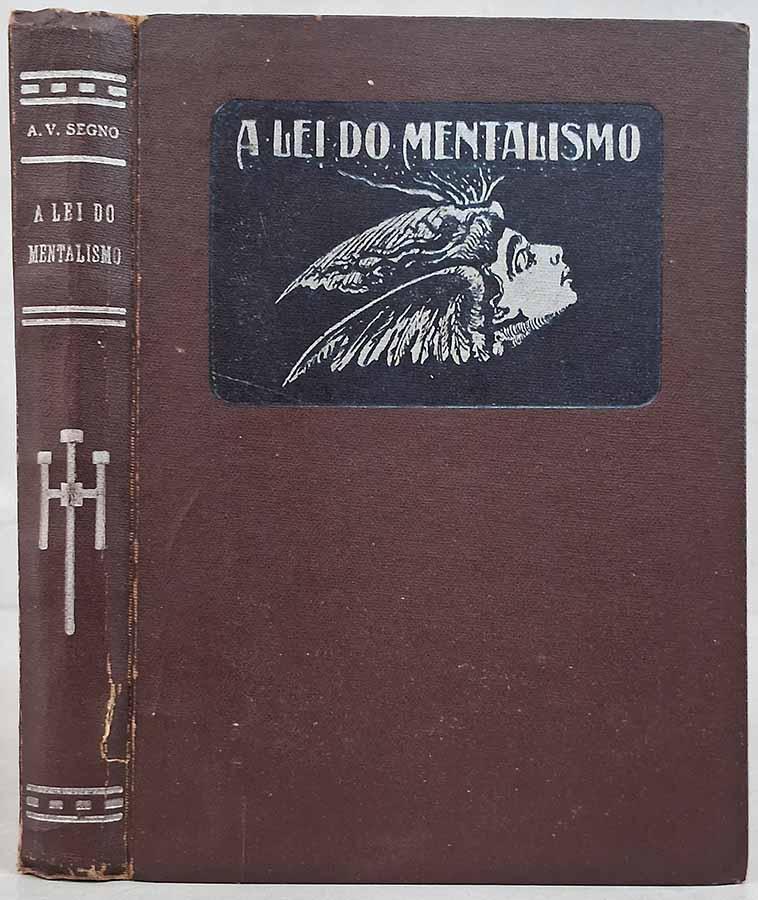 A. V. SEGNO
A LEI DO
MENTALISMO
A·LEI·DO·MENTALISMO